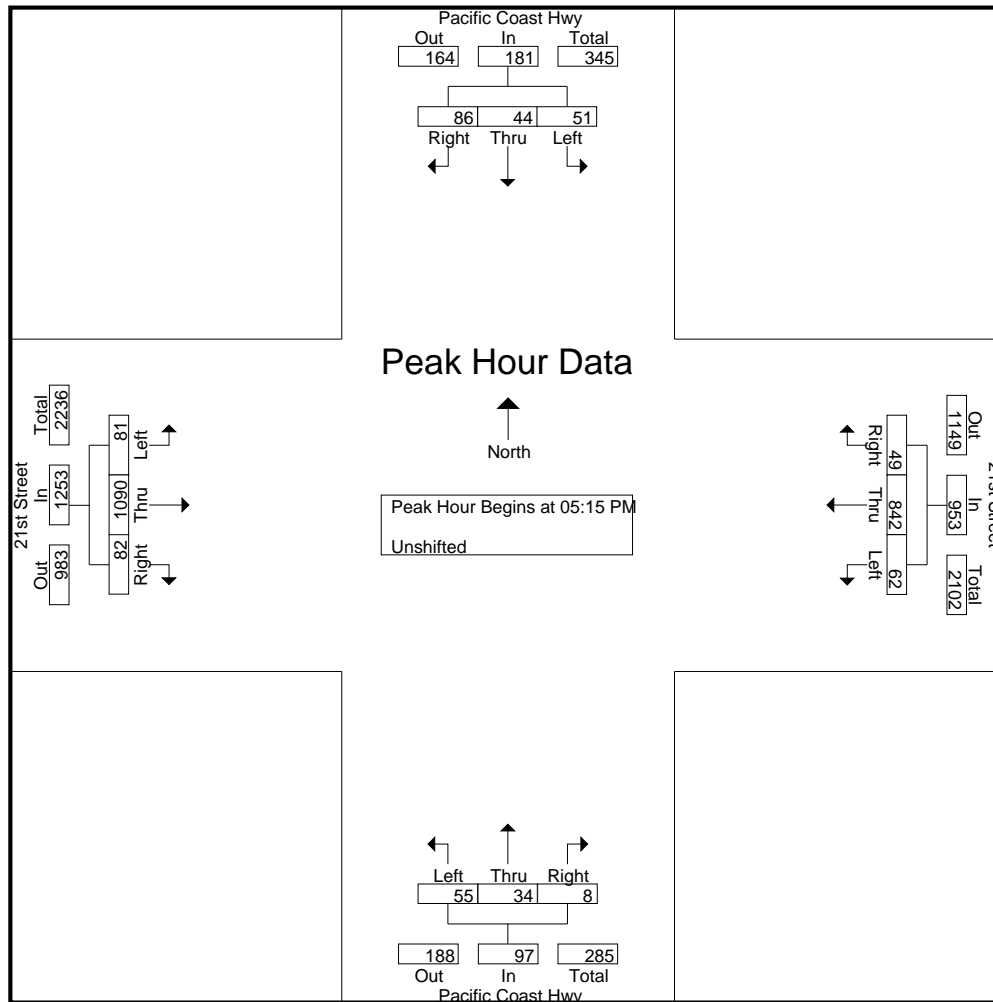 Pacific Coast Hwy
Out In Total
164 181 345
86 44 51
Right Thru Left
Peak Hour Data
North
Peak Hour Begins at 05:15 PM
Unshifted
21st Street
Total In Out
2236 1253 983
81 1090 82
Left Thru Right
21st Street
Out In Total
1149 953 2102
49 842 62
Right Thru Left
Left Thru Right
55 34 8
188 97 285
Out In Total
Pacific Coast Hwy